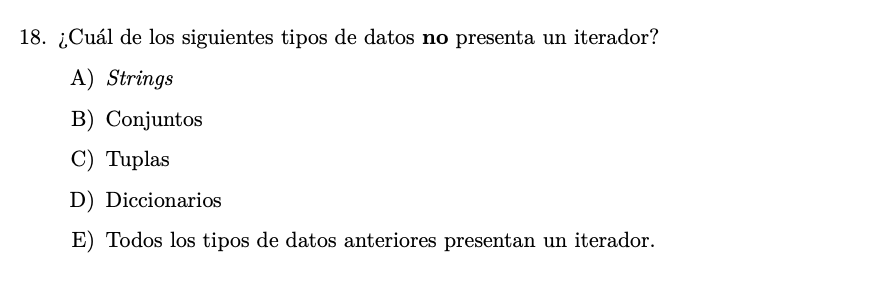 18. ¿Cuál de los siguientes tipos de datos no presenta un iterador?
A) Strings
B) Conjuntos
C) Tuplas
D) Diccionarios
E) Todos los tipos de datos anteriores presentan un iterador.